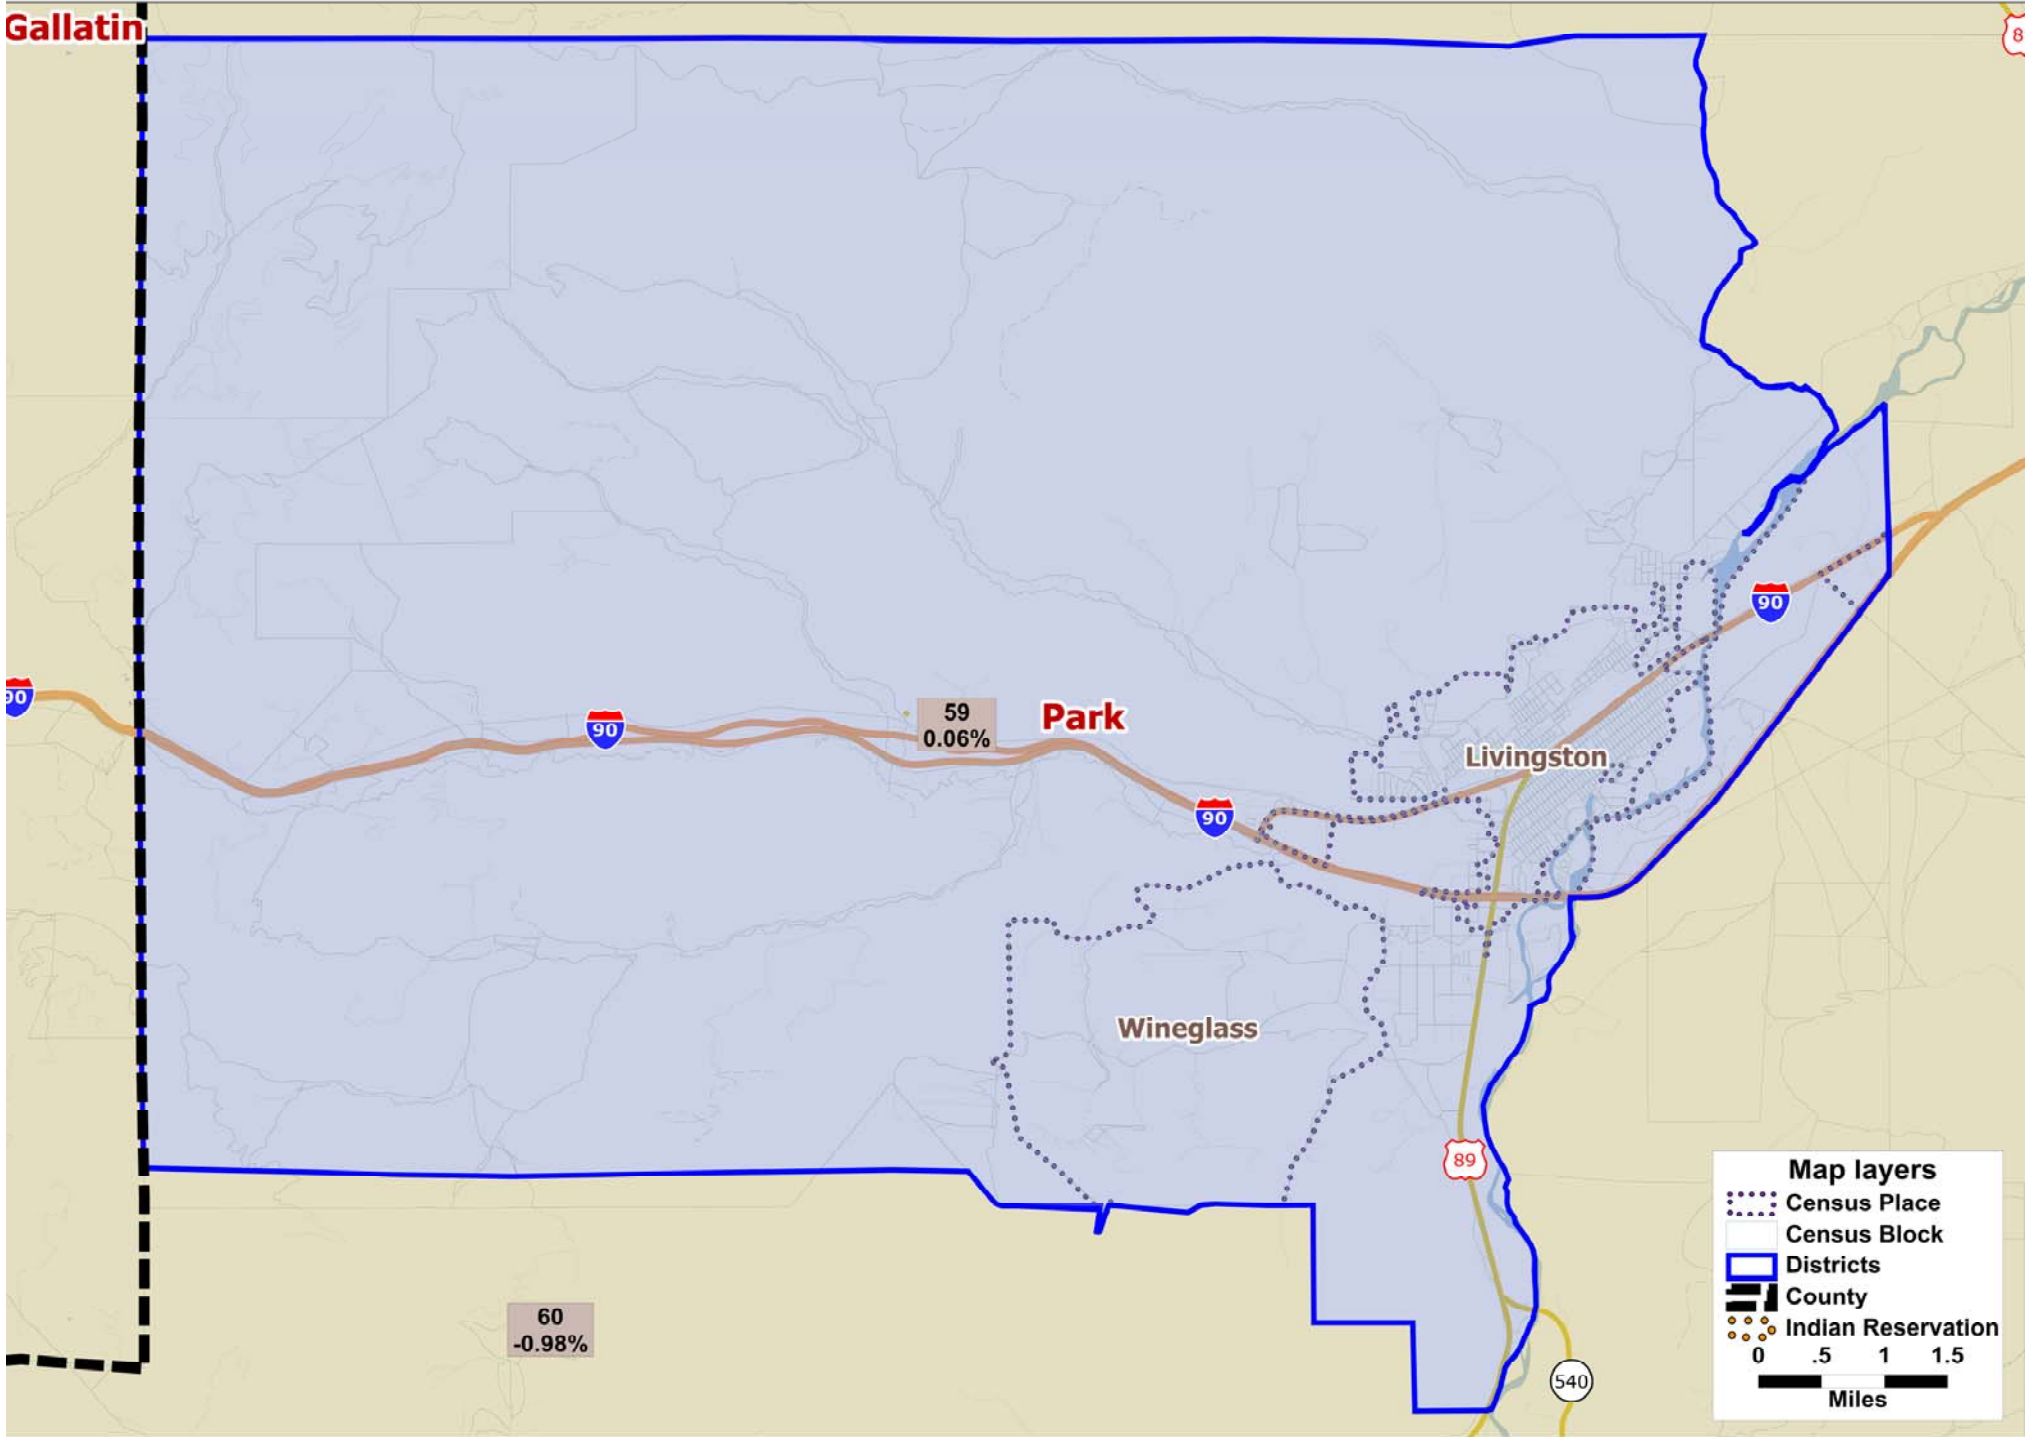 Gallatin
8
90
90
59
0.06%
Park
90
90
Livingston
Wineglass
89
60
-0.98%
540
Map layers
Census Place
Census Block
Districts
County
Indian Reservation
0 .5 1 1.5
Miles